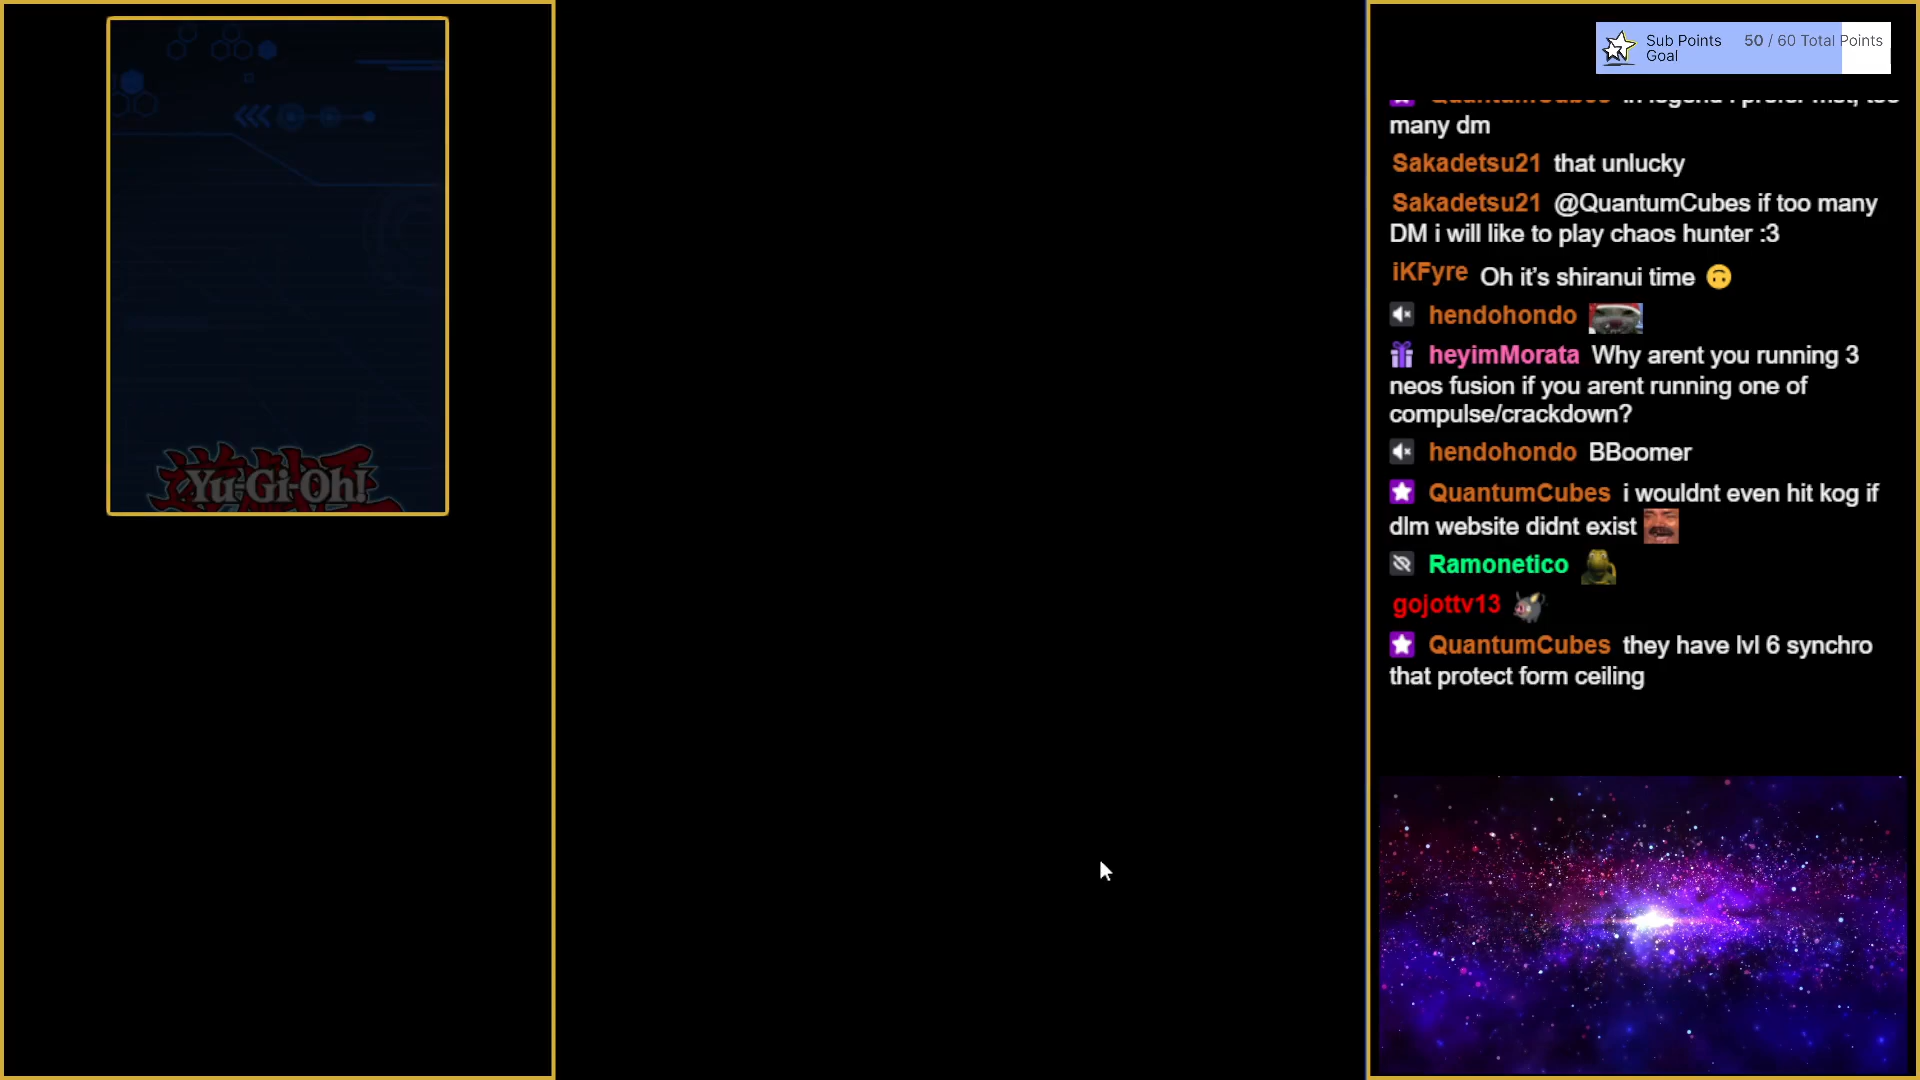 Yu-Gi-Oh!
Sub Points
Goal
50 / 60 Total Points
many dm
Sakadetsu21 that unlucky
Sakadetsu21 @QuantumCubes if too many
DM i will like to play chaos hunter :3
iKFyre Oh it's shiranui time 🙃
hendohondo
heyimMorata Why arent you running 3
neos fusion if you arent running one of
compulse/crackdown?
hendohondo BBoomer
QuantumCubes i wouldnt even hit kog if
dlm website didnt exist
Ramonetico
gojottv13
QuantumCubes they have lvl 6 synchro
that protect form ceiling